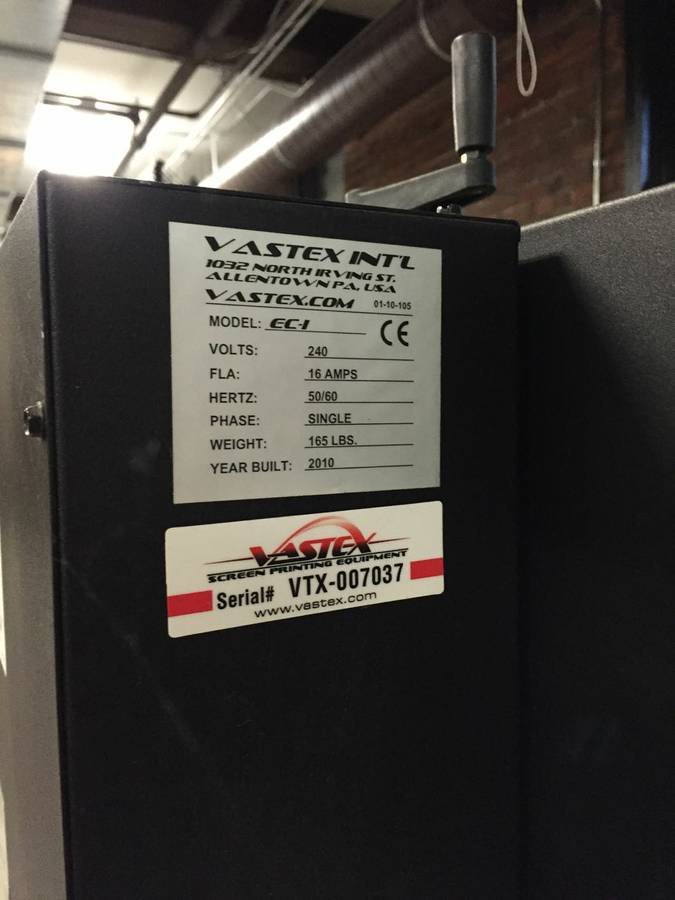 VASTEX INT'L
1032 NORTH IRVING ST.
ALLENTOWN PA, USA
VASTEX.COM 01-10-105
MODEL: EC-1 CE
VOLTS: 240
FLA: 16 AMPS
HERTZ: 50/60
PHASE: SINGLE
WEIGHT: 165 LBS.
YEAR BUILT: 2010
VASTEX
SCREEN PRINTING EQUIPMENT
Serial# VTX-007037
www.vastex.com